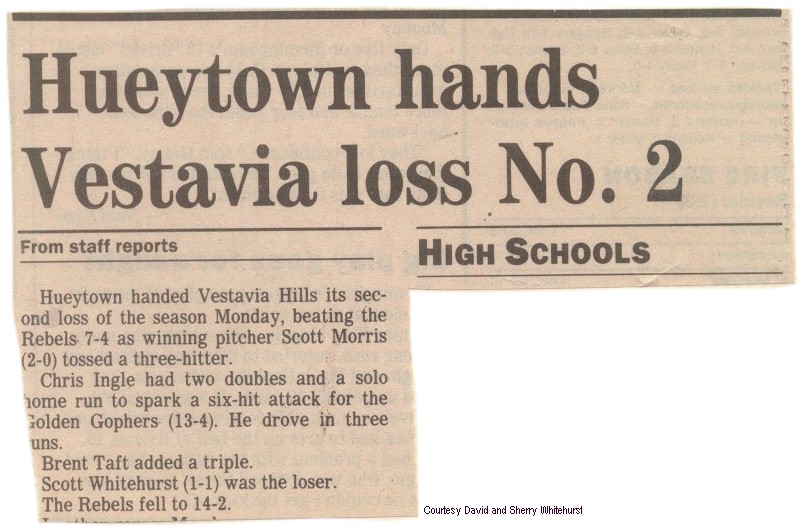 Hueytown hands
Vestavia loss No. 2
From staff reports
HIGH SCHOOLS
Hueytown handed Vestavia Hills its sec-
ond loss of the season Monday, beating the
Rebels 7-4 as winning pitcher Scott Morris
(2-0) tossed a three-hitter.
Chris Ingle had two doubles and a solo
home run to spark a six-hit attack for the
Golden Gophers (13-4). He drove in three
runs.
Brent Taft added a triple.
Scott Whitehurst (1-1) was the loser.
The Rebels fell to 14-2.
Courtesy David and Sherry Whitehurst